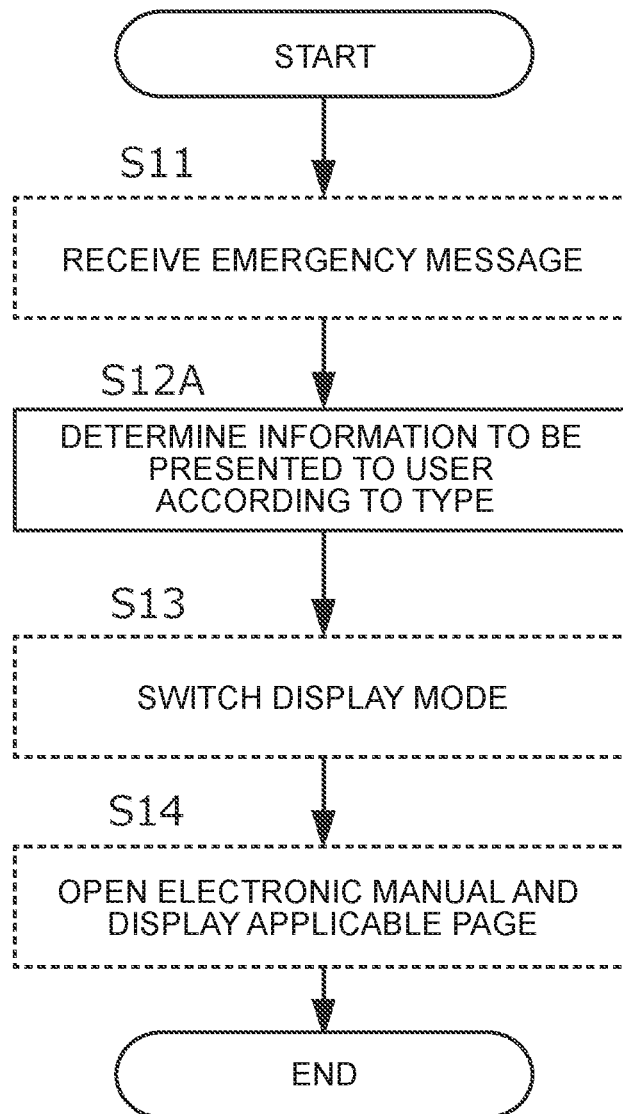 START
S11
RECEIVE EMERGENCY MESSAGE
S12A
DETERMINE INFORMATION TO BE
PRESENTED TO USER
ACCORDING TO TYPE
S13
SWITCH DISPLAY MODE
S14
OPEN ELECTRONIC MANUAL AND
DISPLAY APPLICABLE PAGE
END